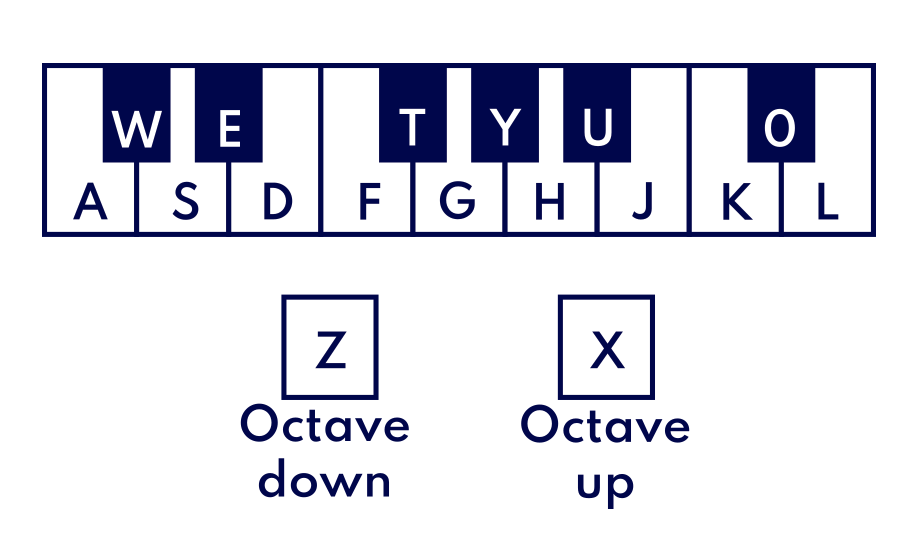 W E T Y U O
A S D F G H J K L
Z X
Octave Octave
down up